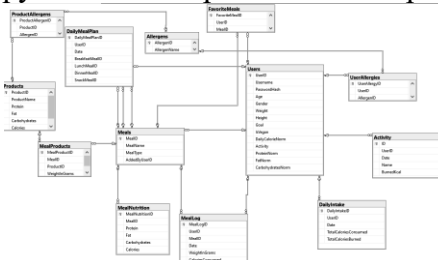 FavoriteMeals
FavoriteMealID
UserID
MealID
ProductAllergens
ProductAllergenID
ProductID
AllergenID
DailyMealPlan
DailyMealPlanID
UserID
Date
BreakfastMealID
LunchMealID
DinnerMealID
SnackMealID
Allergens
AllergenID
AllergenName
Users
UserID
Username
PasswordHash
Age
Gender
Weight
Height
Goal
IsVegan
DailyCalorieNorm
Activity
ProteinNorm
FatNorm
CarbohydratesNorm
UserAllergies
UserAllergyID
UserID
AllergenID
Products
ProductID
ProductName
Protein
Fat
Carbohydrates
Calories
Meals
MealID
MealName
MealType
AddedByUserID
Activity
ID
UserID
Date
Name
BurnedKcal
MealProducts
MealProductID
MealID
ProductID
WeightInGrams
MealNutrition
MealNutritionID
MealID
Protein
Fat
Carbohydrates
Calories
MealLog
MealLogID
UserID
MealID
Date
WeightInGrams
DailyIntake
DailyIntakeID
UserID
Date
TotalCaloriesConsumed
TotalCaloriesBurned